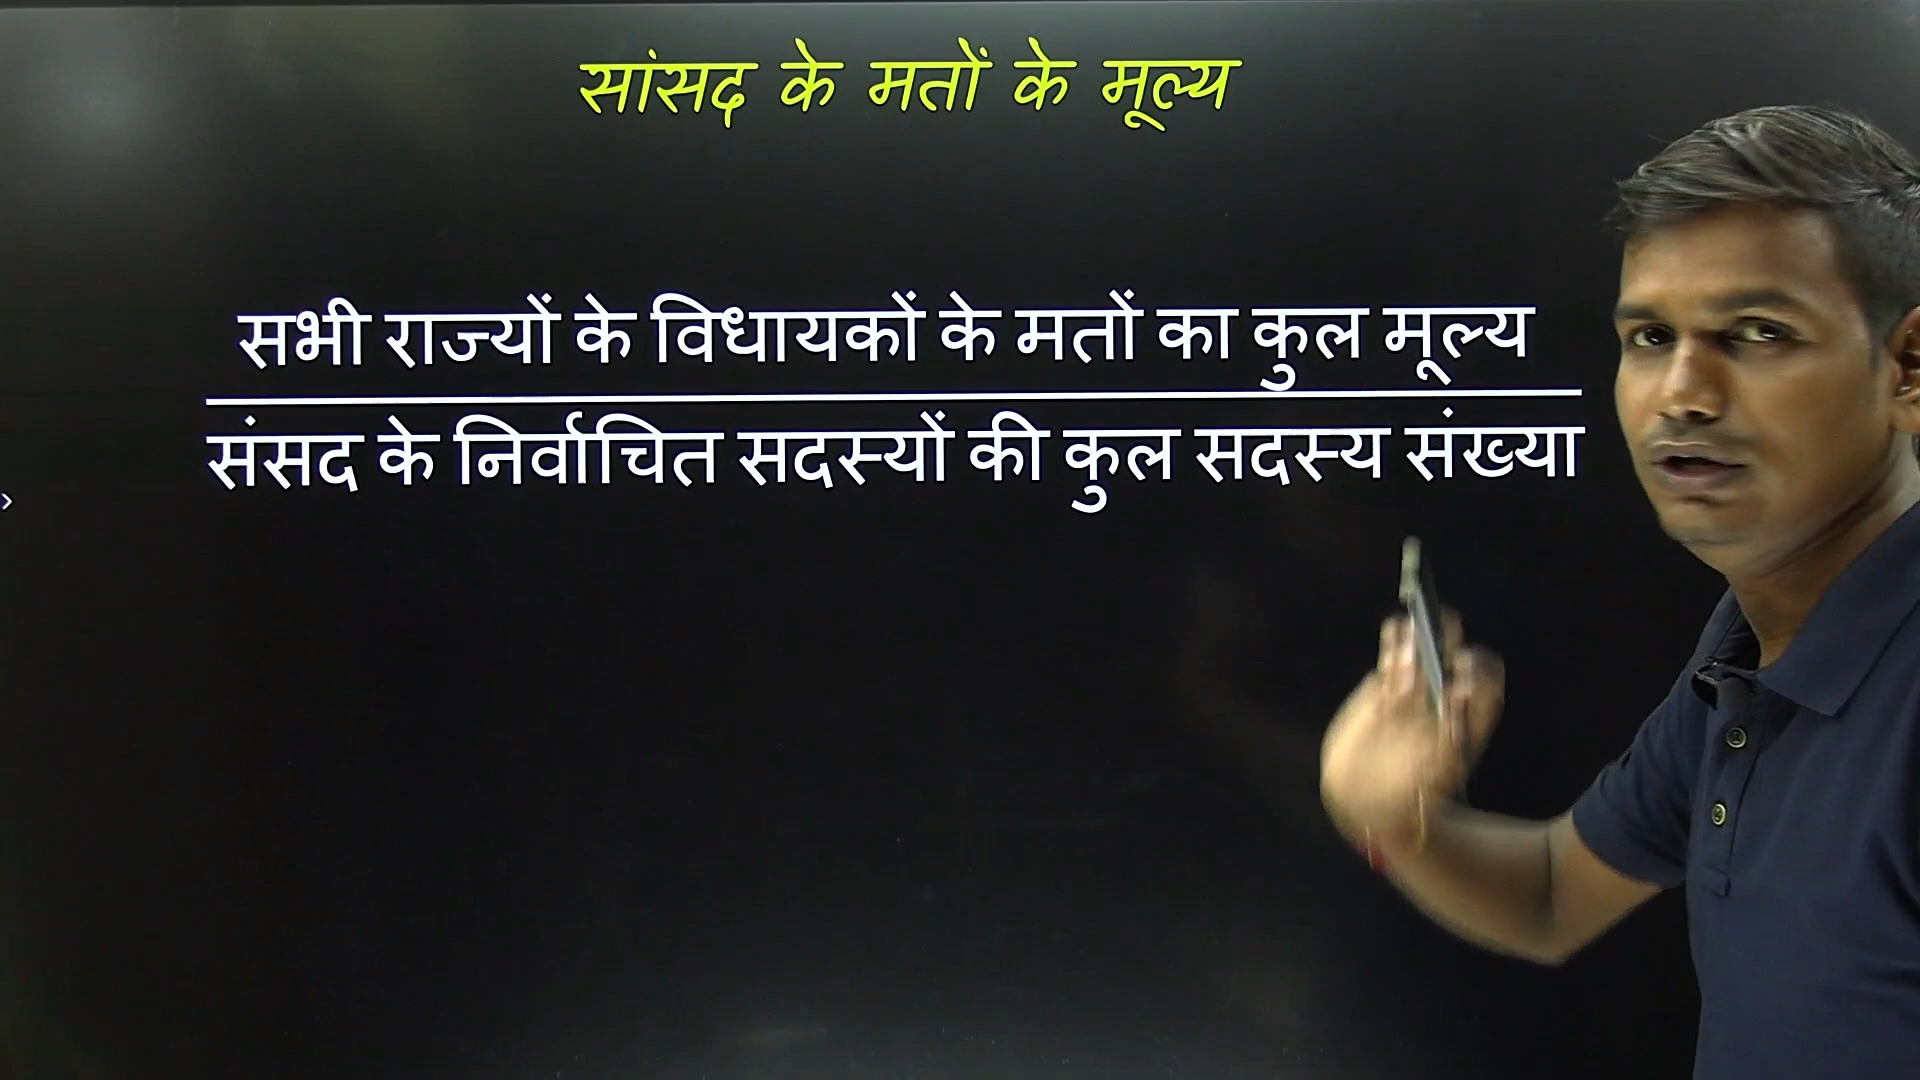 सांसद के मतों के मूल्य
सभी राज्यों के विधायकों के मतों का कुल मूल्य
संसद के निर्वाचित सदस्यों की कुल सदस्य संख्या